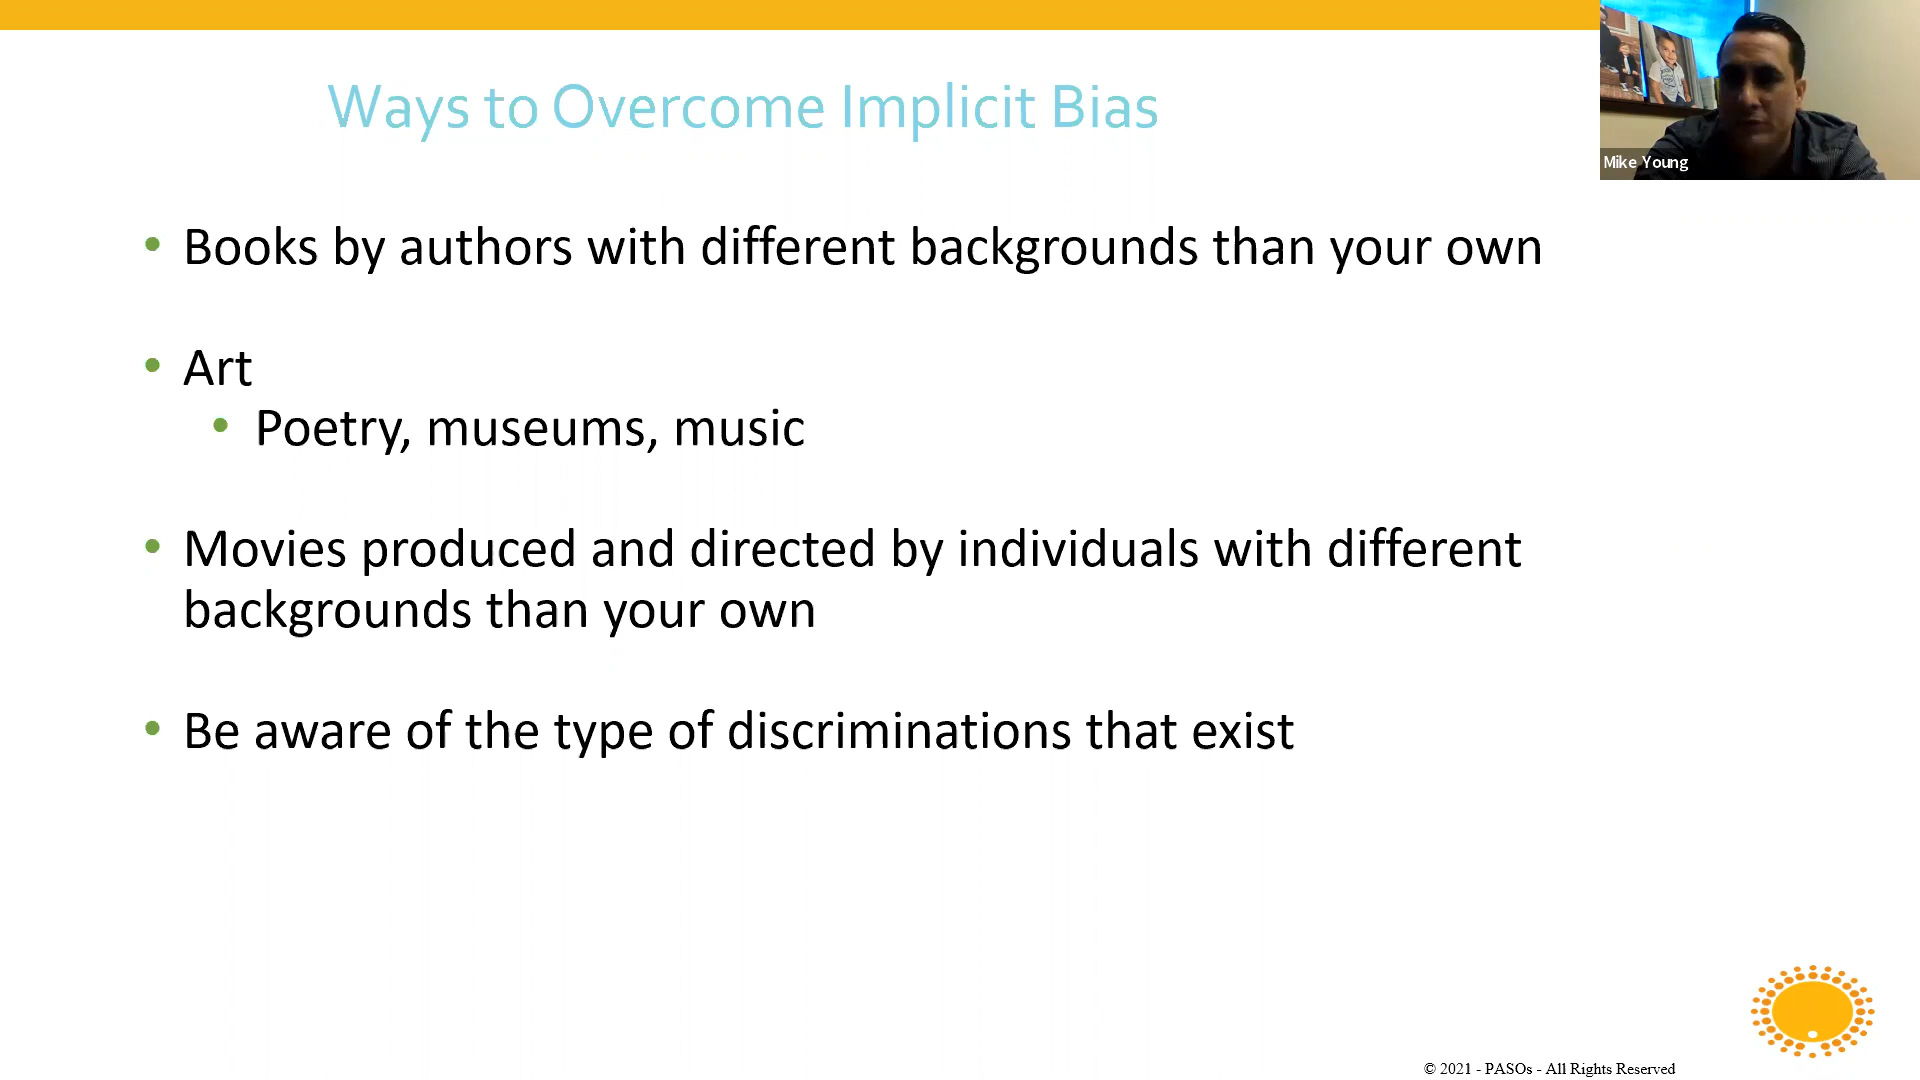 Ways to Overcome Implicit Bias
Mike Young
• Books by authors with different backgrounds than your own
• Art
• Poetry, museums, music
• Movies produced and directed by individuals with different
backgrounds than your own
• Be aware of the type of discriminations that exist
© 2021 - PASOs - All Rights Reserved